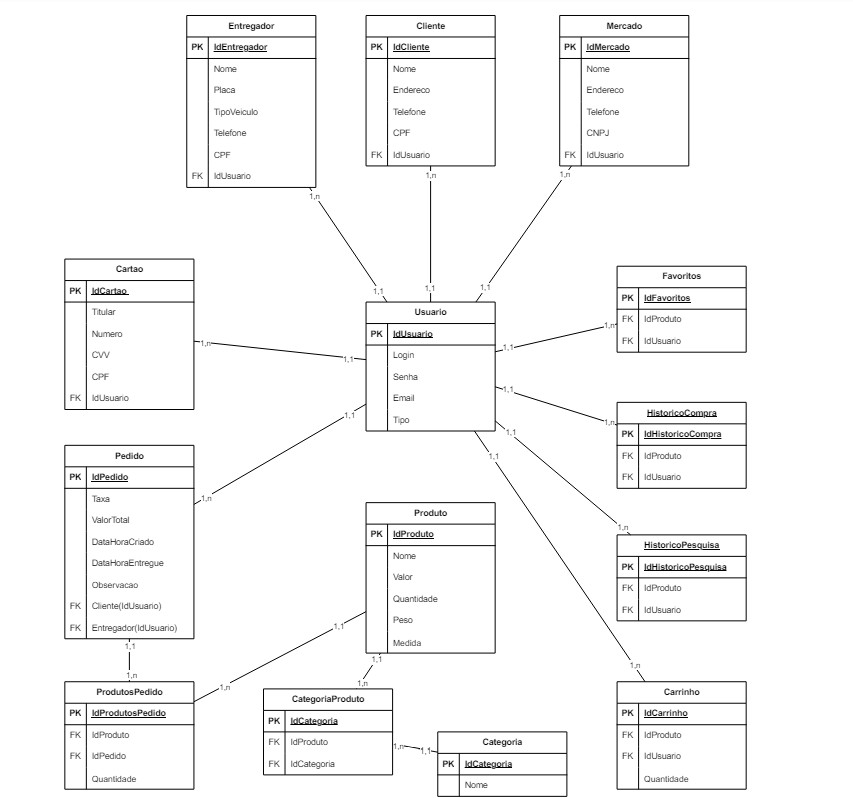 Entregador
PK IdEntregador
Nome
Placa
TipoVeiculo
Telefone
CPF
FK IdUsuario
1,n
1,1
Cliente
PK IdCliente
Nome
Endereco
Telefone
CPF
FK IdUsuario
1,n
1,1
Mercado
PK IdMercado
Nome
Endereco
Telefone
CNPJ
FK IdUsuario
1,n
1,1
Cartao
PK IdCartao
Titular
Numero
CVV
CPF
FK IdUsuario
1,n
1,1
Usuario
PK IdUsuario
Login
Senha
Email
Tipo
Favoritos
PK IdFavoritos
FK IdProduto
FK IdUsuario
1,1
1,n
HistoricoCompra
PK IdHistoricoCompra
FK IdProduto
FK IdUsuario
1,1
1,n
Pedido
PK IdPedido
Taxa
ValorTotal
DataHoraCriado
DataHoraEntregue
Observacao
FK Cliente(IdUsuario)
FK Entregador(IdUsuario)
1,n
1,1
1,1
1,n
Produto
PK IdProduto
Nome
Valor
Quantidade
Peso
Medida
1,1
1,n
1,1
1,n
HistoricoPesquisa
PK IdHistoricoPesquisa
FK IdProduto
FK IdUsuario
1,1
1,n
ProdutosPedido
PK IdProdutosPedido
FK IdProduto
FK IdPedido
Quantidade
CategoriaProduto
PK IdCategoria
FK IdProduto
FK IdCategoria
1,n
1,1
Categoria
PK IdCategoria
Nome
Carrinho
PK IdCarrinho
FK IdProduto
FK IdUsuario
Quantidade
1,1
1,n